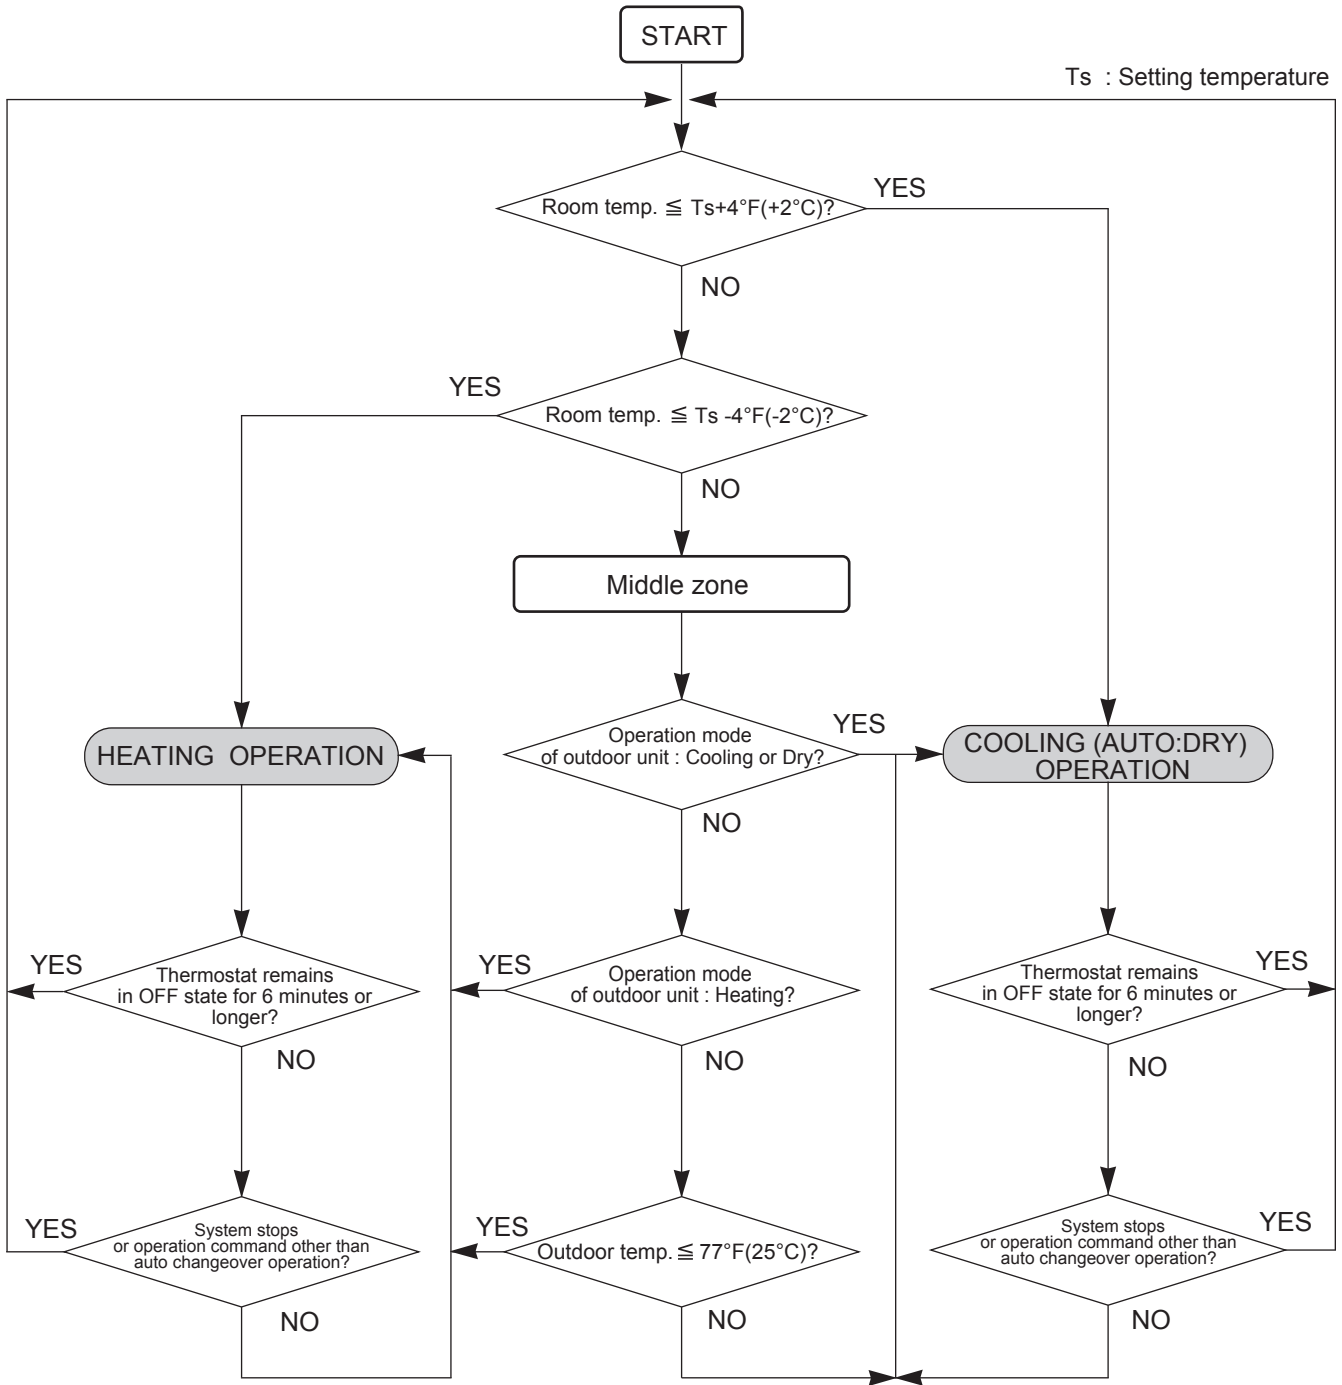 START
Ts : Setting temperature
Room temp. ≦ Ts+4°F(+2°C)?
YES
NO
YES
Room temp. ≦ Ts -4°F(-2°C)?
NO
Middle zone
HEATING OPERATION
Operation mode
of outdoor unit : Cooling or Dry?
YES
NO
COOLING (AUTO:DRY)
OPERATION
YES
Thermostat remains
in OFF state for 6 minutes or
longer?
NO
YES
Operation mode
of outdoor unit : Heating?
NO
Thermostat remains
in OFF state for 6 minutes or
longer?
YES
NO
YES
System stops
or operation command other than
auto changeover operation?
NO
YES
Outdoor temp.≦ 77°F(25°C)?
NO
System stops
or operation command other than
auto changeover operation?
YES
NO